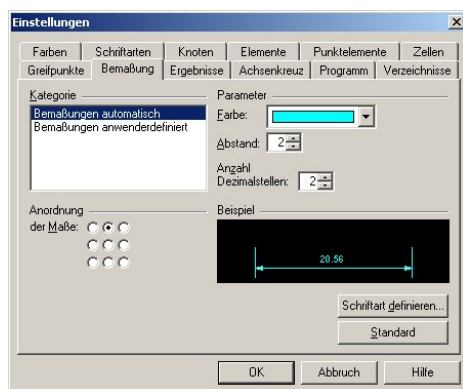 Einstellungen
Farben Schriftarten Knoten Elemente Punktelemente Zellen
Greifpunkte Bemaßung Ergebnisse Achsenkreuz Programm Verzeichnisse
Kategorie
Bemaßungen automatisch
Bemaßungen anwenderdefiniert
Parameter
Farbe:
Abstand: 2
Anzahl
Dezimalstellen: 2
Anordnung
der Maße:
Beispiel
20.56
Schriftart definieren...
Standard
OK Abbruch Hilfe